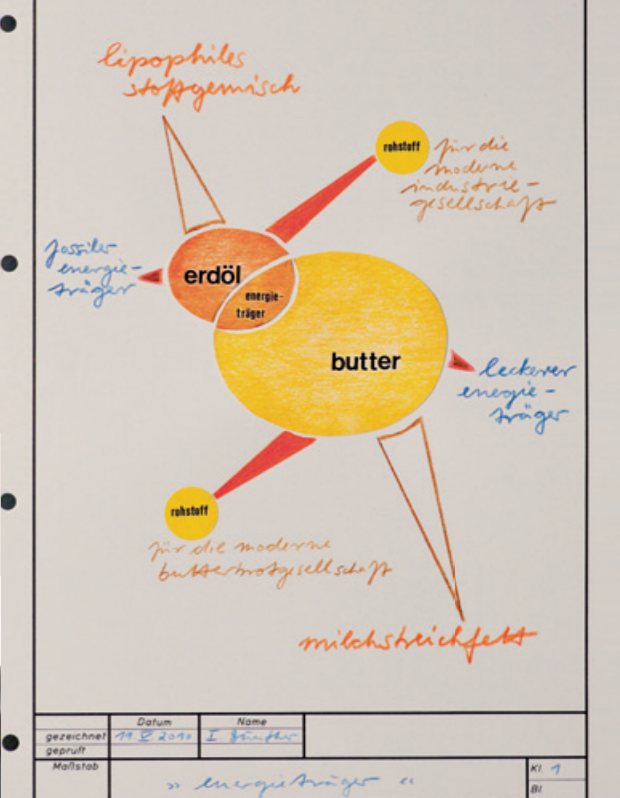 lipophiles
stoffgemisch
rohstoff
für die
moderne
industrie-
gesellschaft
fossiler
energie-
träger
erdöl
energie-
träger
butter
leckerer
energie-
träger
rohstoff
für die moderne
butterbrotgesellschaft
milchstreichfett
Datum Name
gezeichnet 19. V 2010 I. Günther
geprüft
Maßstab
» energieträger «
Kl. 1
Bl.